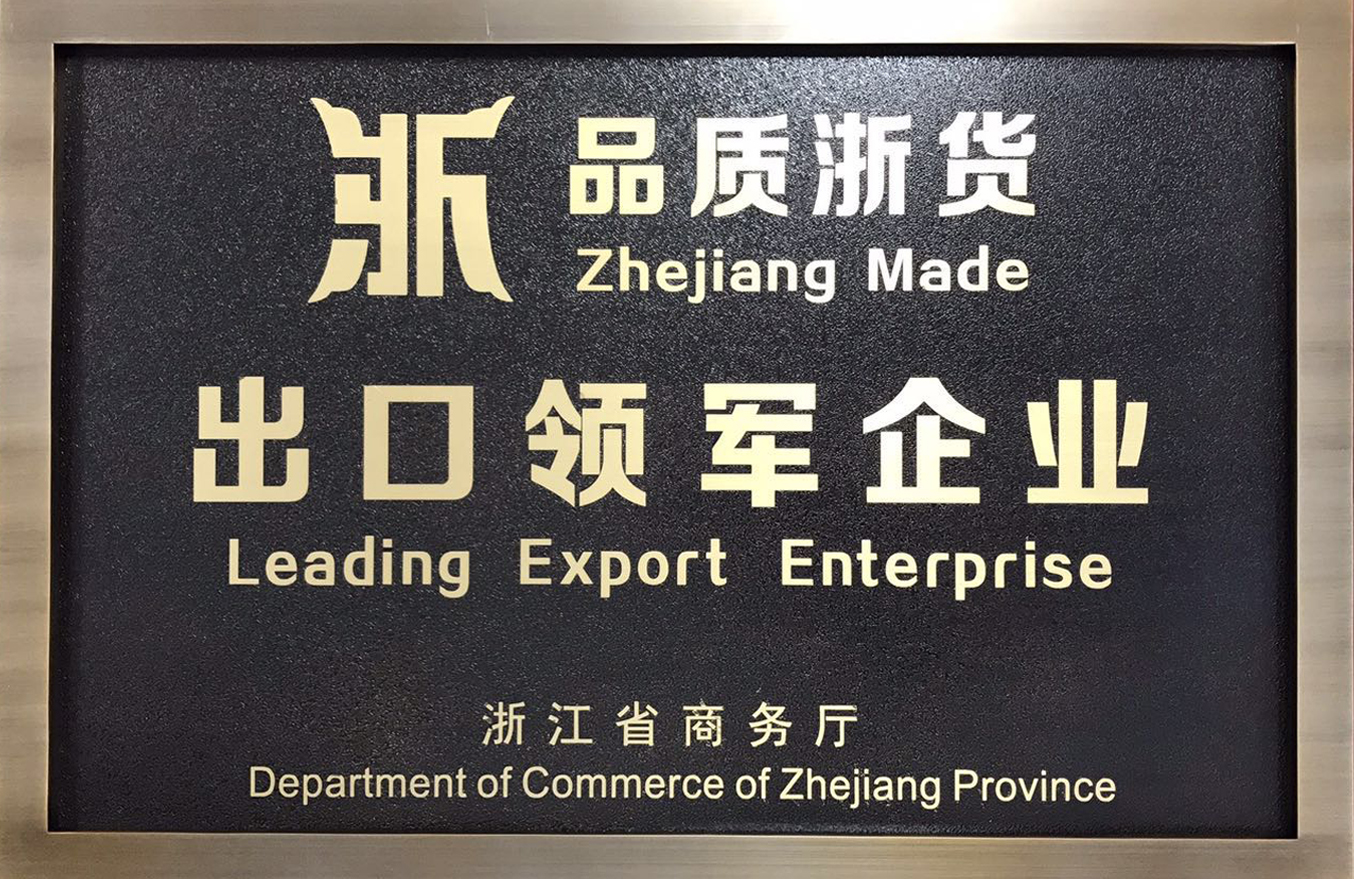 浙 品质浙货
Zhejiang Made
出口领军企业
Leading Export Enterprise
浙江省商务厅
Department of Commerce of Zhejiang Province